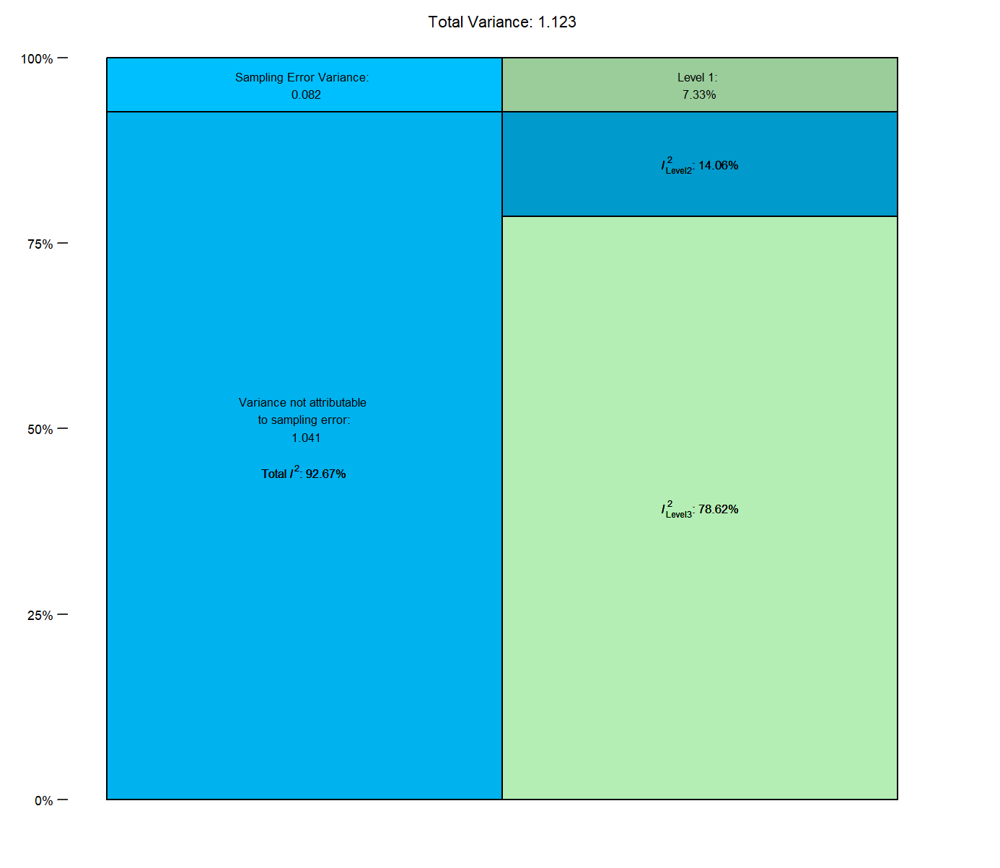 Total Variance: 1.123
100%
Sampling Error Variance:
0.082
Level 1:
7.33%
I²Level2: 14.06%
75%
Variance not attributable
to sampling error:
1.041
50%
Total I²: 92.67%
I²Level3: 78.62%
25%
0%